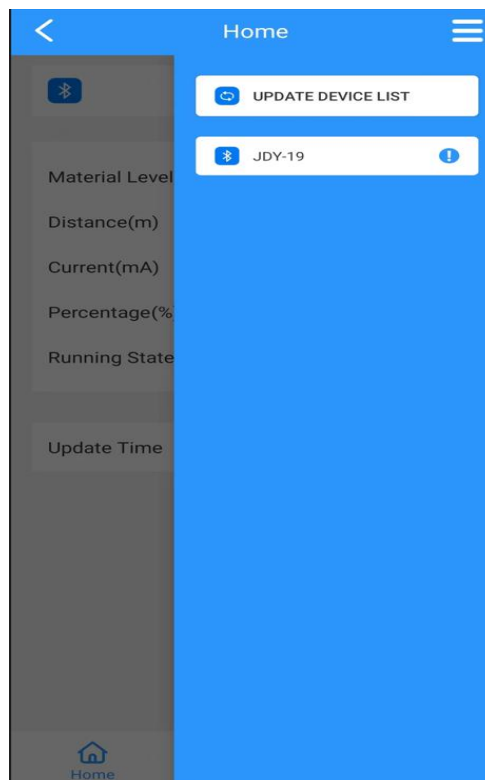 Home
UPDATE DEVICE LIST
JDY-19
Material Level
Distance(m)
Current(mA)
Percentage(%
Running State
Update Time
Home